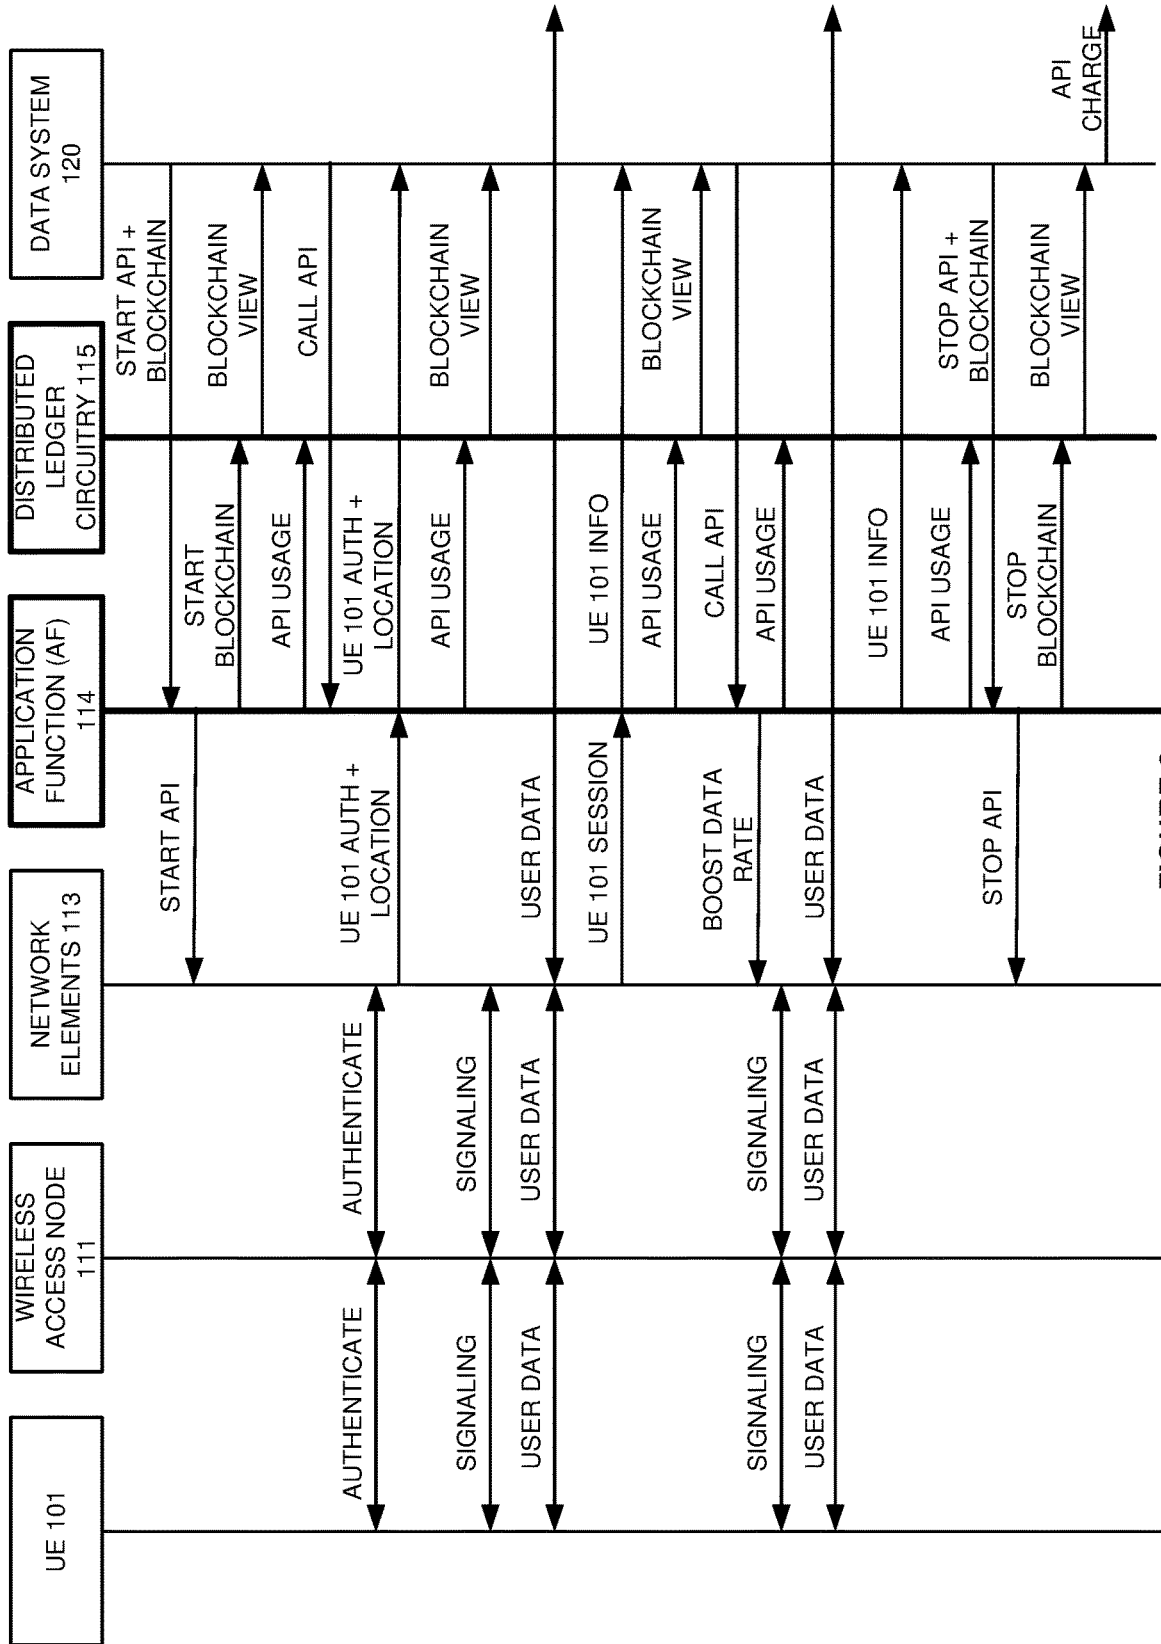 UE 101
WIRELESS
ACCESS NODE
111
NETWORK
ELEMENTS 113
APPLICATION
FUNCTION (AF)
114
DISTRIBUTED
LEDGER
CIRCUITRY 115
DATA SYSTEM
120
START API +
BLOCKCHAIN
START API
START
BLOCKCHAIN
BLOCKCHAIN
VIEW
API USAGE
CALL API
AUTHENTICATE
AUTHENTICATE
UE 101 AUTH +
LOCATION
UE 101 AUTH +
LOCATION
API USAGE
BLOCKCHAIN
VIEW
SIGNALING
SIGNALING
USER DATA
USER DATA
USER DATA
UE 101 SESSION
UE 101 INFO
API USAGE
BLOCKCHAIN
VIEW
CALL API
BOOST DATA
RATE
API USAGE
SIGNALING
SIGNALING
USER DATA
USER DATA
USER DATA
UE 101 INFO
API USAGE
STOP API +
BLOCKCHAIN
STOP API
STOP
BLOCKCHAIN
BLOCKCHAIN
VIEW
API
CHARGE